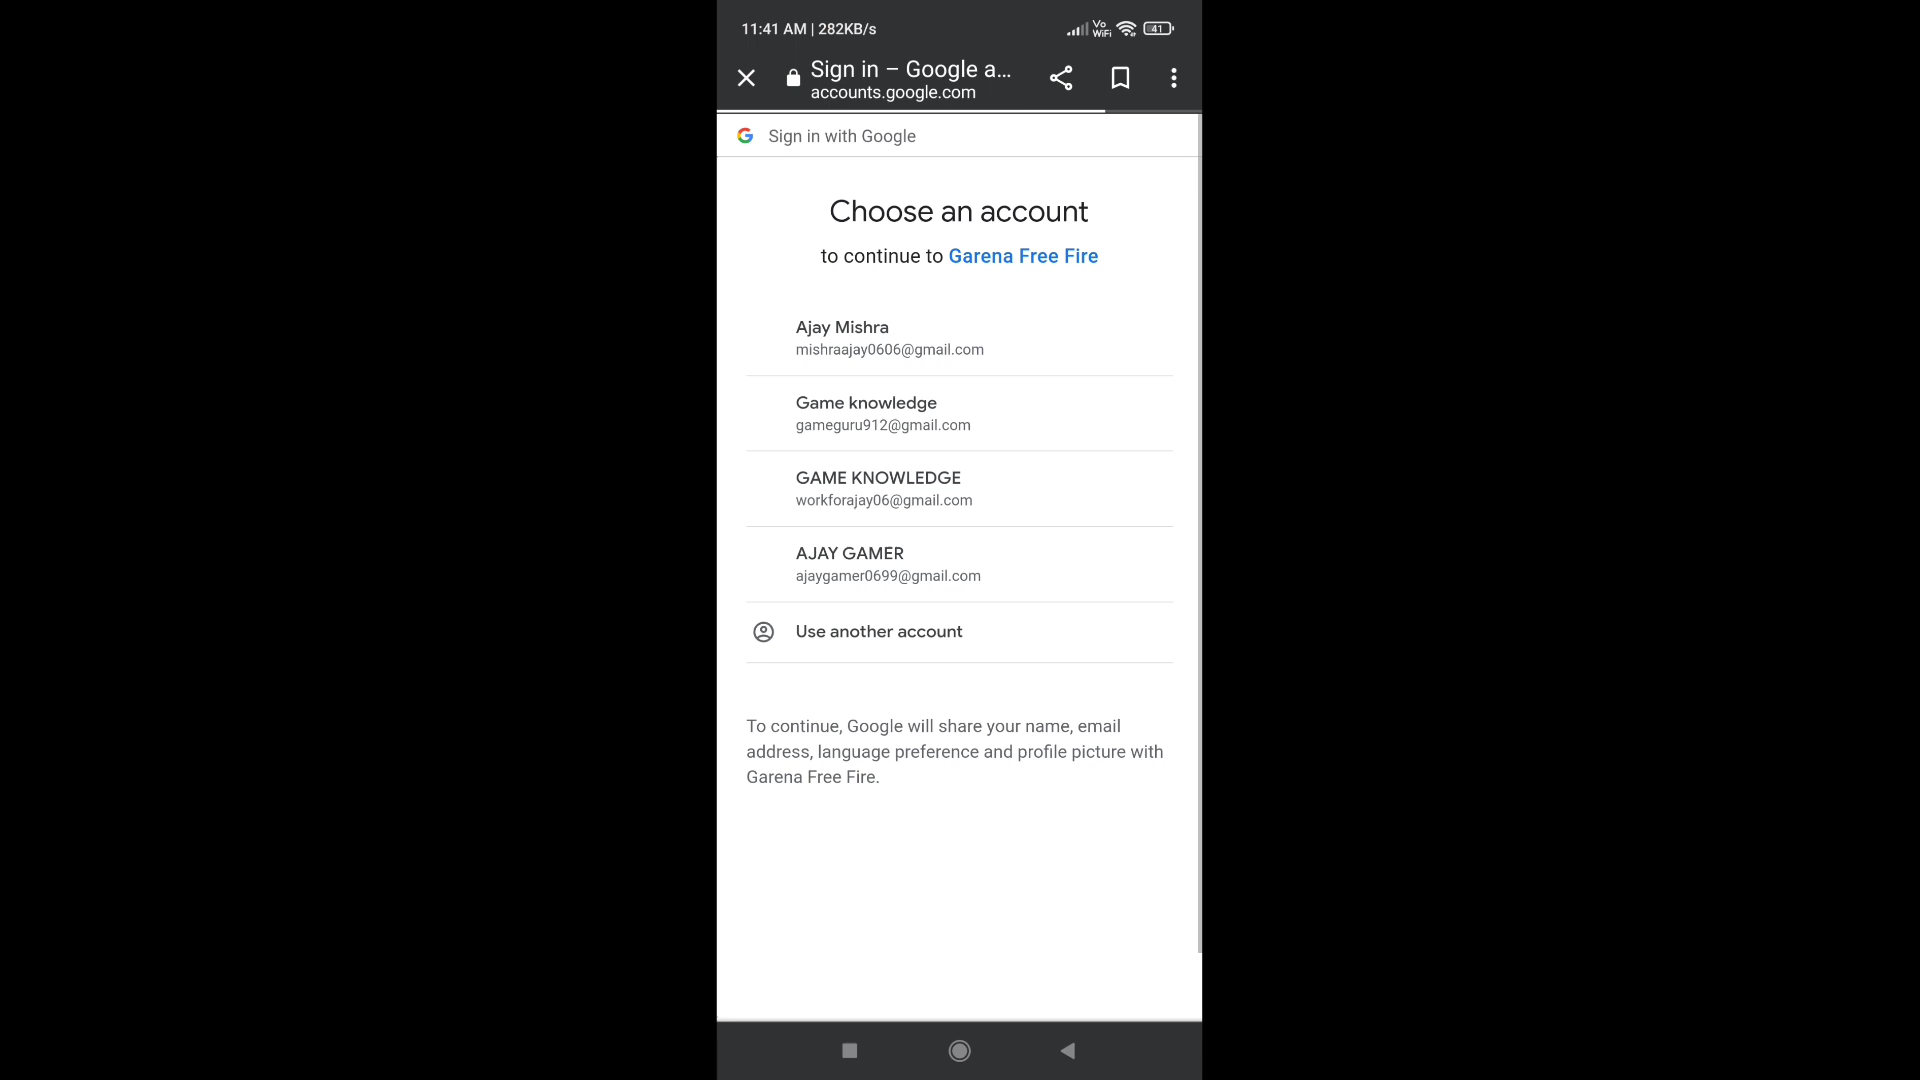 11:41 AM | 282KB/s
Vo
WiFi
41
Sign in – Google a...
accounts.google.com
Sign in with Google
Choose an account
to continue to Garena Free Fire
Ajay Mishra
mishraajay0606@gmail.com
Game knowledge
gameguru912@gmail.com
GAME KNOWLEDGE
workforajay06@gmail.com
AJAY GAMER
ajaygamer0699@gmail.com
Use another account
To continue, Google will share your name, email
address, language preference and profile picture with
Garena Free Fire.